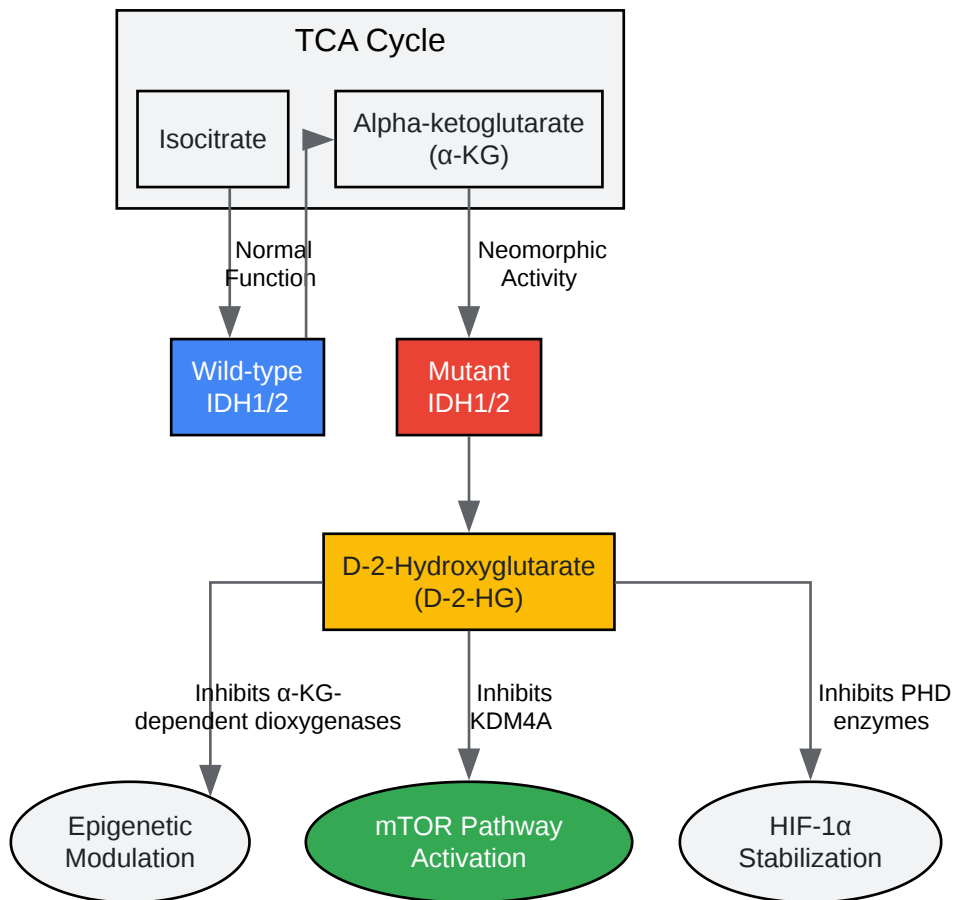 TCA Cycle
Isocitrate
Alpha-ketoglutarate
(α-KG)
Normal
Function
Neomorphic
Activity
Wild-type
IDH1/2
Mutant
IDH1/2
D-2-Hydroxyglutarate
(D-2-HG)
Inhibits α-KG-
dependent dioxygenases
Inhibits
KDM4A
Inhibits PHD
enzymes
Epigenetic
Modulation
mTOR Pathway
Activation
HIF-1α
Stabilization